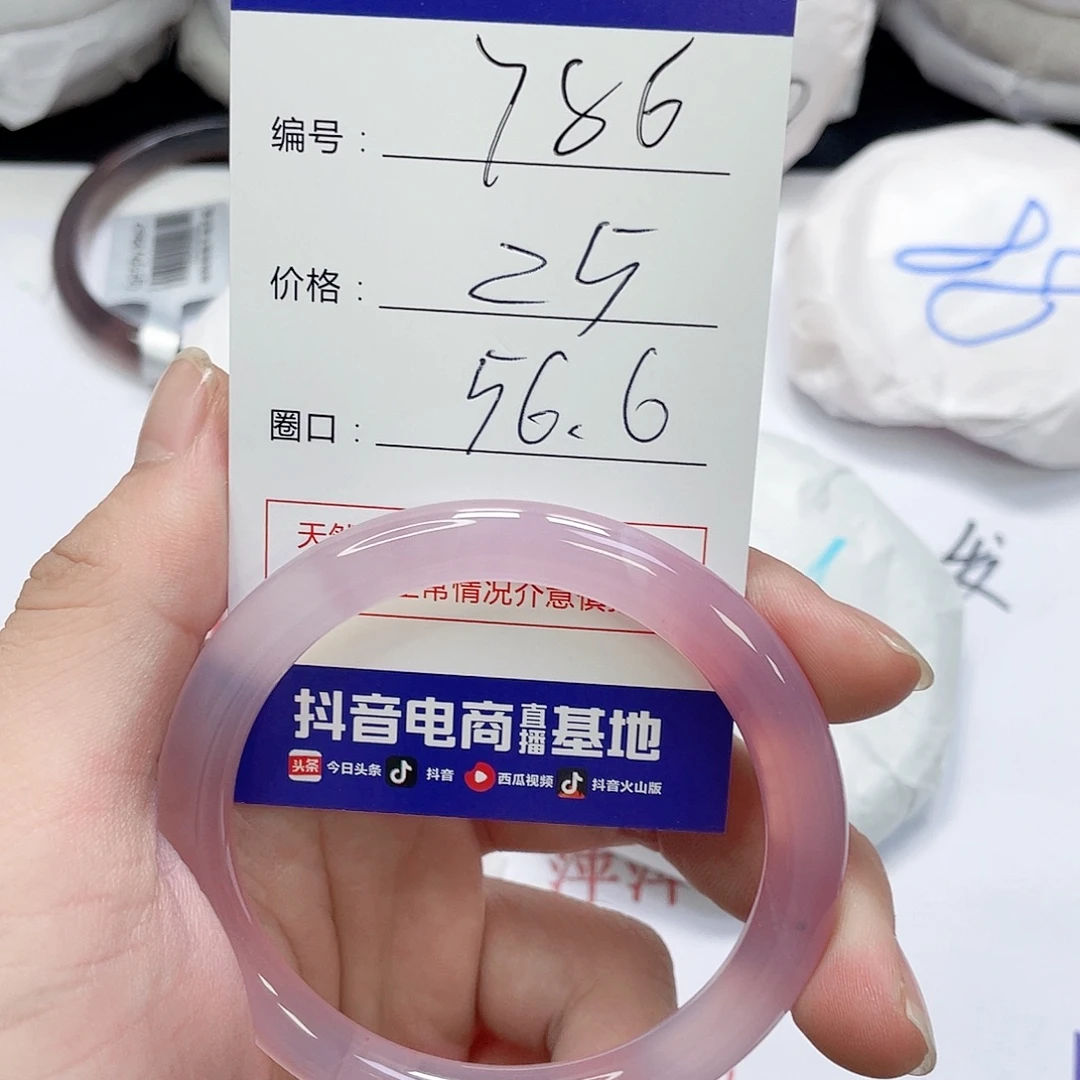 编号：786
价格：25
圈口：56.6
常情况介意慎
抖音电商直播基地
头条 今日头条 抖音 西瓜视频 抖音火山版